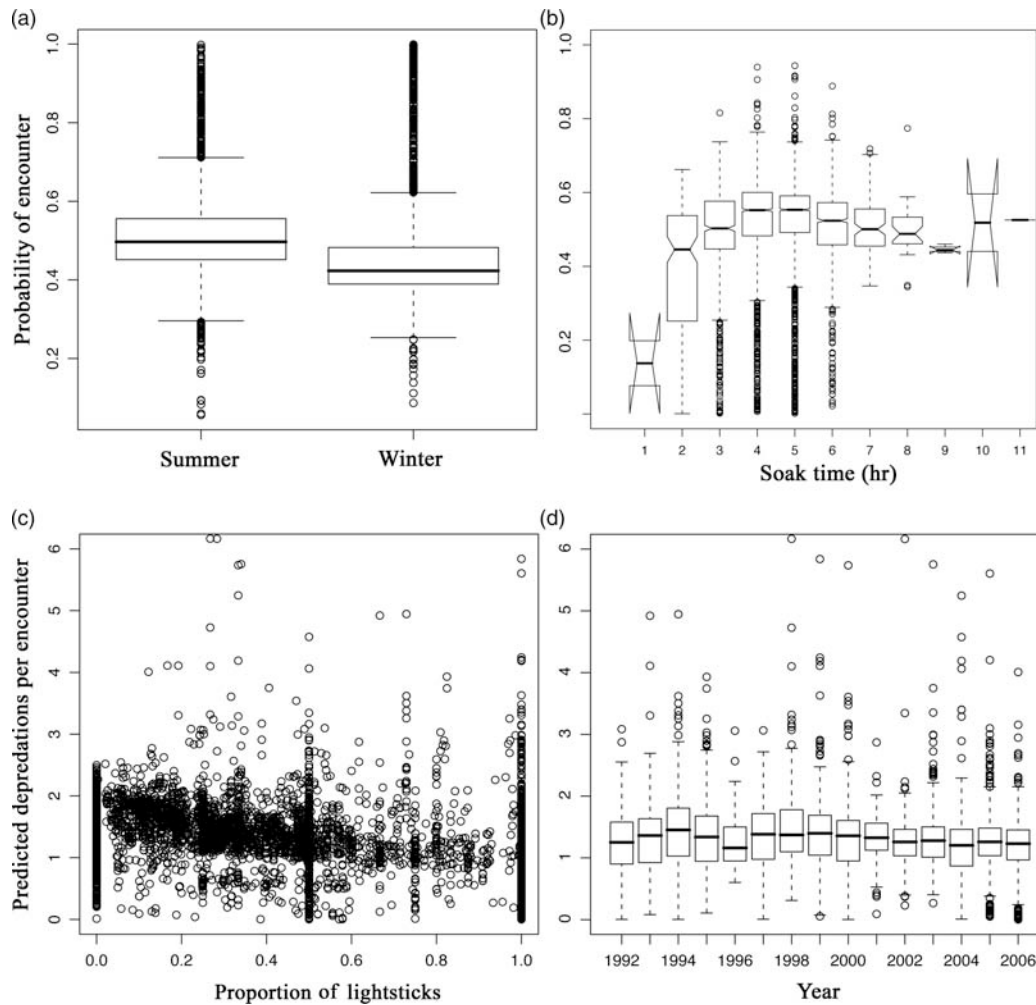 (a)
Probability of encounter
1.0
0.8
0.6
0.4
0.2
Summer Winter
(b)
1.0
0.8
0.6
0.4
0.2
1 2 3 4 5 6 7 8 9 10 11
Soak time (hr)
(c)
Predicted depredations per encounter
6
5
4
3
2
1
0
0.0 0.2 0.4 0.6 0.8 1.0
Proportion of lightsticks
(d)
6
5
4
3
2
1
0
1992 1994 1996 1998 2000 2002 2004 2006
Year